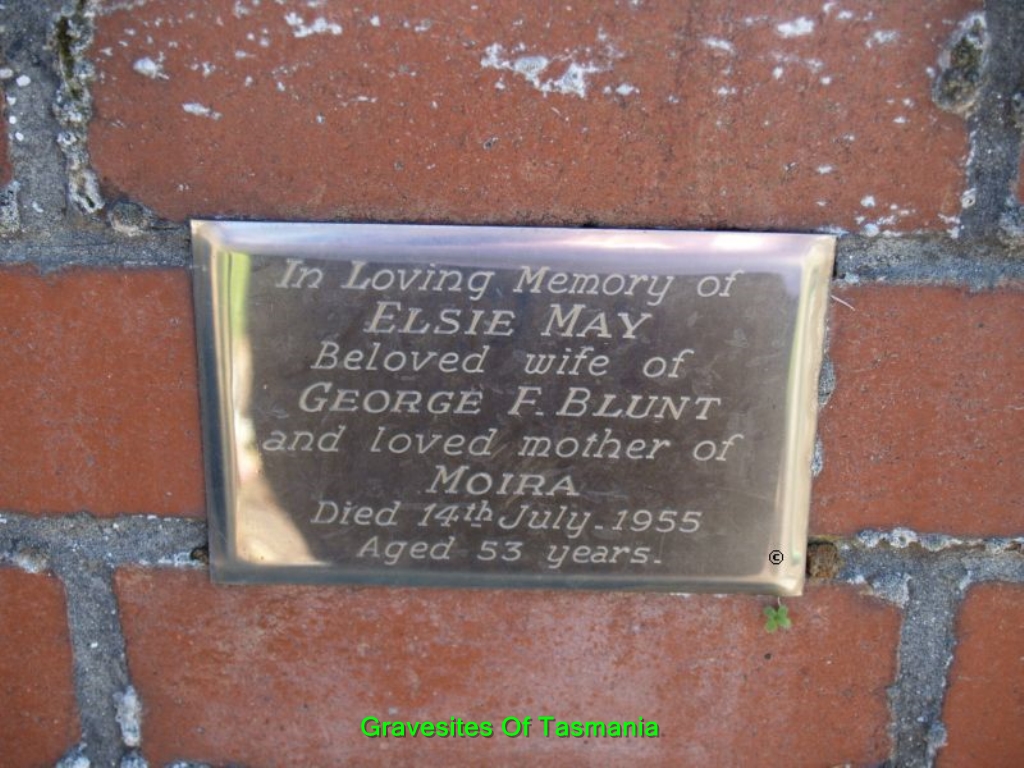 In Loving Memory of
ELSIE MAY
Beloved wife of
GEORGE F. BLUNT
and loved mother of
MOIRA
Died 14th July. 1955
Aged 53 years.
©
Gravesites Of Tasmania